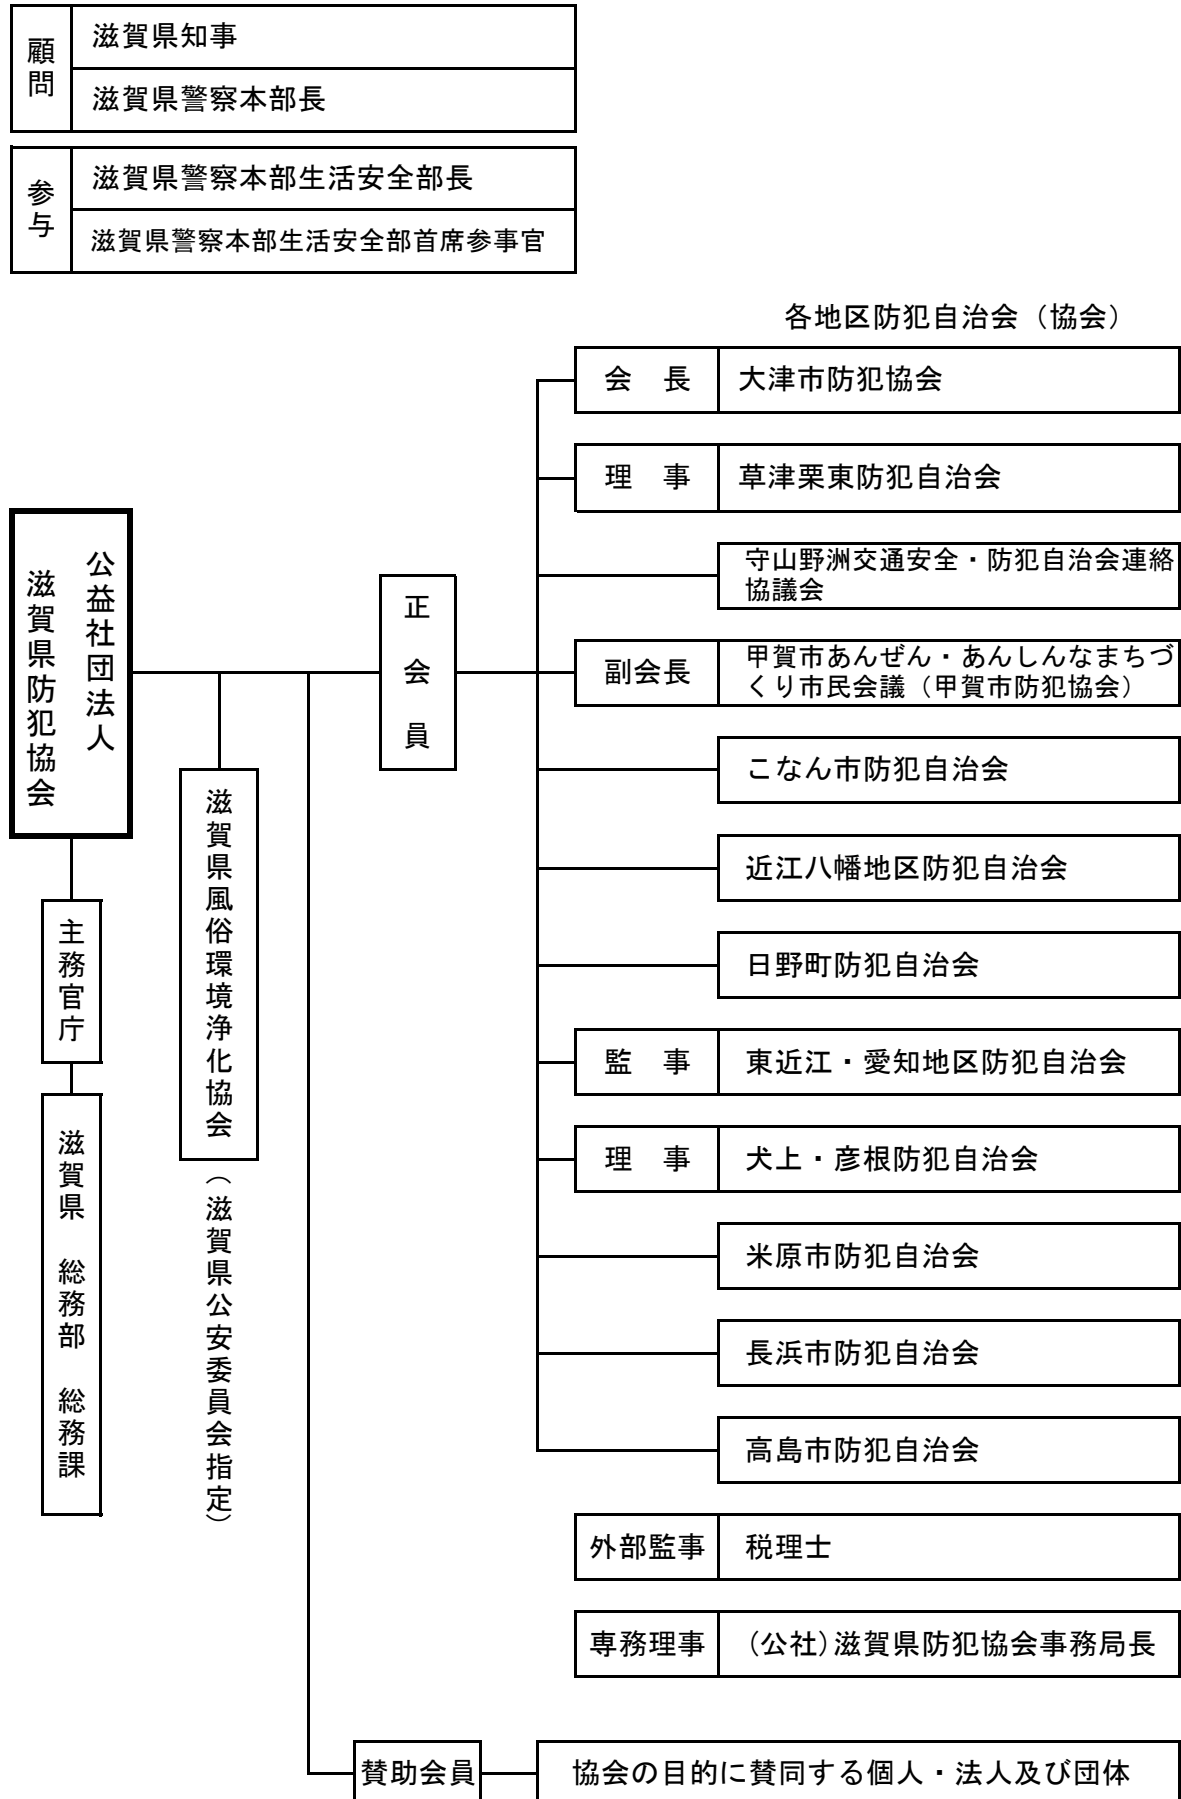 顧問
滋賀県知事
滋賀県警察本部長
参与
滋賀県警察本部生活安全部長
滋賀県警察本部生活安全部首席参事官
各地区防犯自治会（協会）
会　長
大津市防犯協会
理　事
草津栗東防犯自治会
守山野洲交通安全・防犯自治会連絡
協議会
副会長
甲賀市あんぜん・あんしんなまちづ
くり市民会議（甲賀市防犯協会）
こなん市防犯自治会
近江八幡地区防犯自治会
日野町防犯自治会
監　事
東近江・愛知地区防犯自治会
理　事
犬上・彦根防犯自治会
米原市防犯自治会
長浜市防犯自治会
高島市防犯自治会
外部監事
税理士
専務理事
（公社）滋賀県防犯協会事務局長
公益社団法人
滋賀県防犯協会
正会員
滋賀県風俗環境浄化協会
（滋賀県公安委員会指定）
主務官庁
滋賀県　総務部　総務課
賛助会員
協会の目的に賛同する個人・法人及び団体